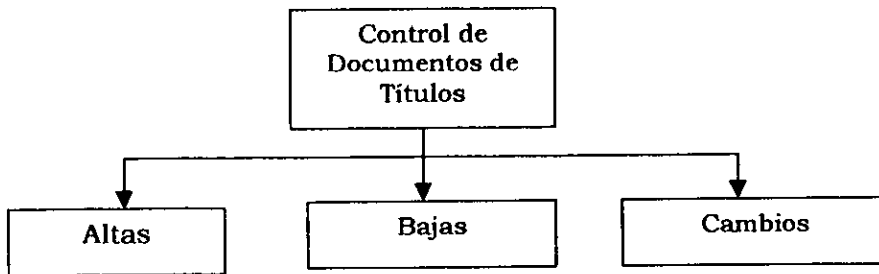 Control de
Documentos de
Títulos
Altas
Bajas
Cambios